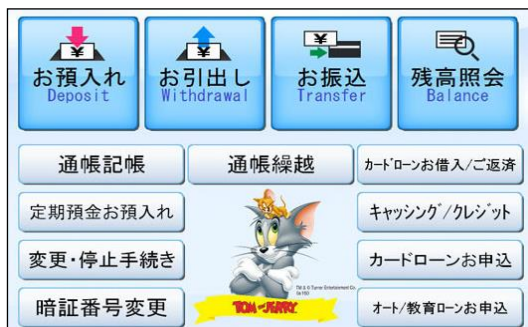 お預入れ
Deposit
お引出し
Withdrawal
お振込
Transfer
残高照会
Balance
通帳記帳
通帳繰越
ｶｰﾄﾞﾛｰﾝお借入/ご返済
定期預金お預入れ
ｷｬｯｼﾝｸﾞ/ｸﾚｼﾞｯﾄ
変更・停止手続き
カードローンお申込
TOM and JERRY
暗証番号変更
ｵｰﾄ/教育ﾛｰﾝお申込